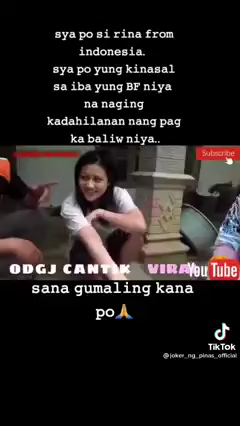 sya po si rina from
indonesia.
sya po yung kinasal
sa iba yung BF niya
na naging
kadahilanan nang pag
ka baliw niya..
Subscribe
ODGJ CANTIK VIRAL
YouTube
sana gumaling kana
po🙏
TikTok
@joker_ng_pinas_official